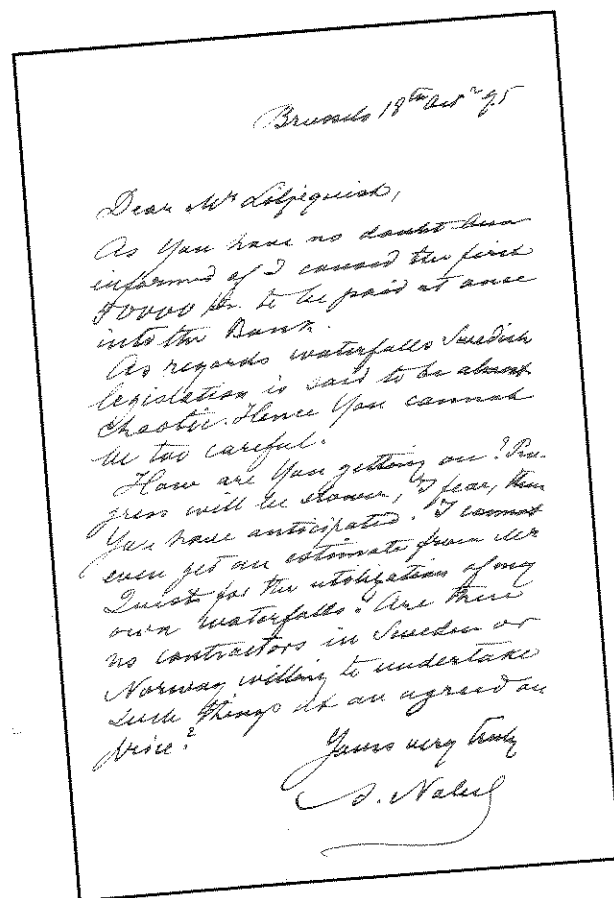 Brussels 18th Oct 95
Dear Mr Liljequist,
As You have no doubt been
informed of I caused the first
Kr. to be paid at once
into the Bank.
As regards waterfalls Swedish
legislation is said to be almost
chaotic. Hence You cannot
be too careful.
How are You getting on? Pro-
gress will be slower, I fear, than
You have anticipated. I cannot
even get an estimate from Mr
Quist for the utilization of my
own waterfalls. Are there
no contractors in Sweden or
Norway willing to undertake
such things at an agreed on
price?
Yours very truly
A. Nobel